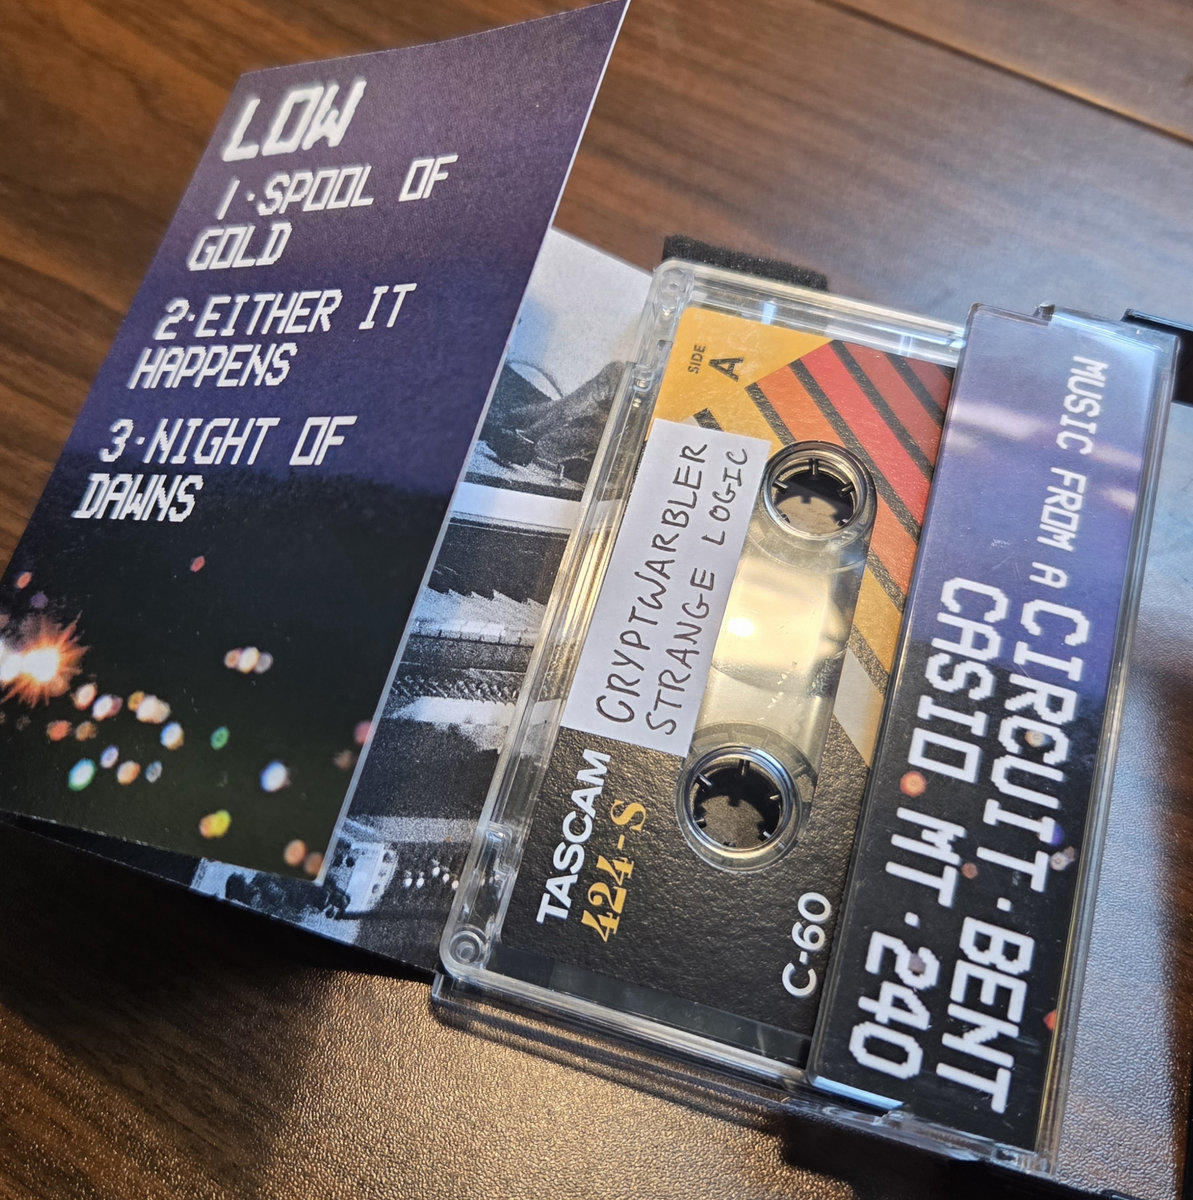 LOW
1·SPOOL OF
GOLD
2·EITHER IT
HAPPENS
3·NIGHT OF
DAWNS
SIDE
A
CRYPTWARBLER
STRANGE LOGIC
TASCAM
424-S
C-60
MUSIC FROM A CIRCUIT·BENT
CASIO MT·240